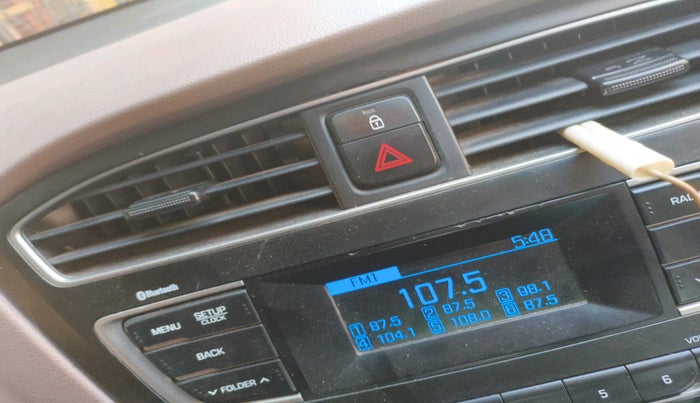 5:48
FM1
107.5
1 87.5 2 87.5 3 98.1
4 104.1 5 108.0 6 87.5
Bluetooth
MENU
SETUP
CLOCK
BACK
FOLDER
5
6